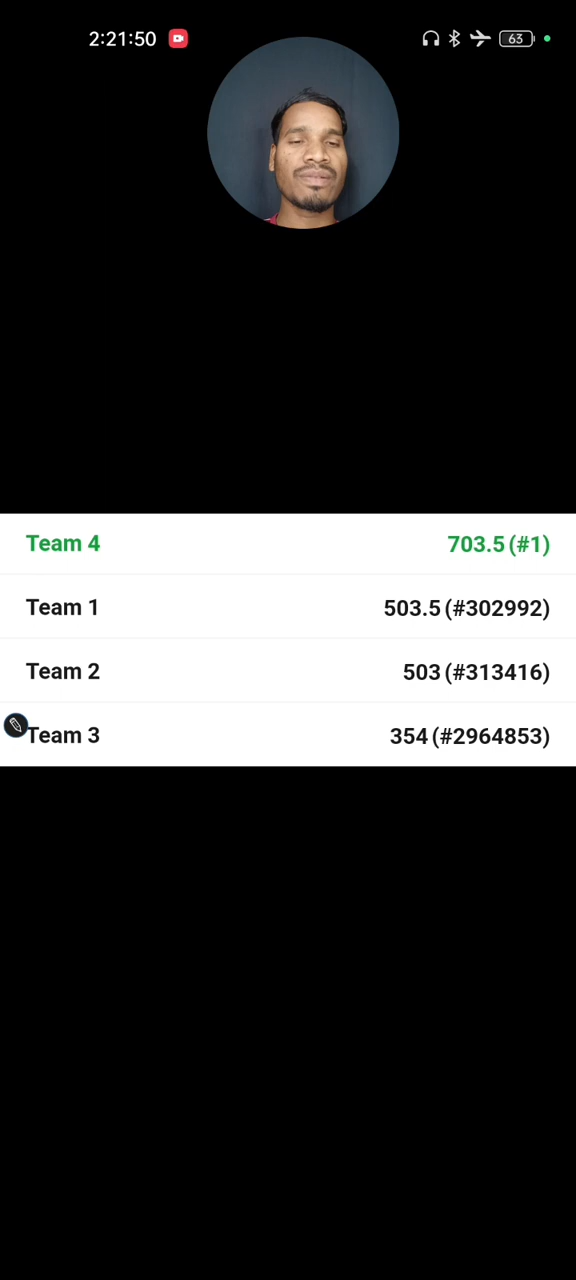 2:21:50 63
Team 4 703.5 (#1)
Team 1 503.5 (#302992)
Team 2 503 (#313416)
Team 3 354 (#2964853)